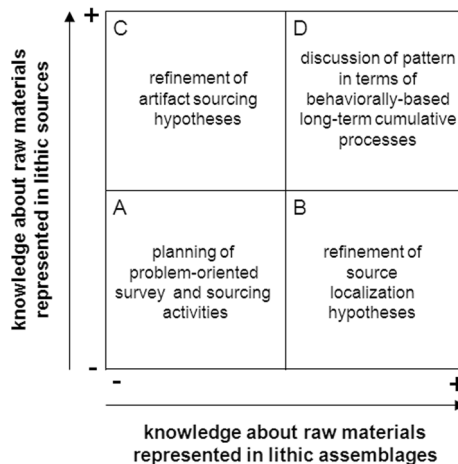 +
C
refinement of
artifact sourcing
hypotheses
D
discussion of pattern
in terms of
behaviorally-based
long-term cumulative
processes
knowledge about raw materials
represented in lithic sources
A
planning of
problem-oriented
survey and sourcing
activities
B
refinement of
source
localization
hypotheses
-
-
+
knowledge about raw materials
represented in lithic assemblages